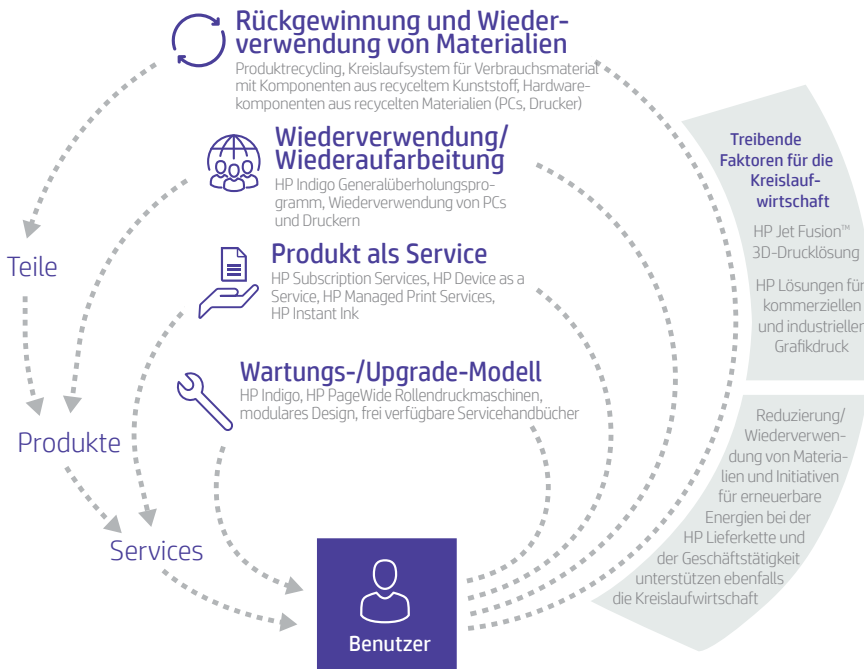 Rückgewinnung und Wieder-
verwendung von Materialien
Produktrecycling, Kreislaufsystem für Verbrauchsmaterial
mit Komponenten aus recyceltem Kunststoff, Hardware-
komponenten aus recycelten Materialien (PCs, Drucker)
Wiederverwendung/
Wiederaufarbeitung
HP Indigo Generalüberholungspro-
gramm, Wiederverwendung von PCs
und Druckern
Produkt als Service
HP Subscription Services, HP Device as a
Service, HP Managed Print Services,
HP Instant Ink
Wartungs-/Upgrade-Modell
HP Indigo, HP PageWide Rollendruckmaschinen,
modulares Design, frei verfügbare Servicehandbücher
Teile
Produkte
Services
Benutzer
Treibende
Faktoren für die
Kreislauf-
wirtschaft
HP Jet Fusion™
3D-Drucklösung
HP Lösungen für
kommerziellen
und industriellen
Grafikdruck
Reduzierung/
Wiederverwen-
dung von Materia-
lien und Initiativen
für erneuerbare
Energien bei der
HP Lieferkette und
der Geschäftstätigkeit
unterstützen ebenfalls
die Kreislaufwirtschaft